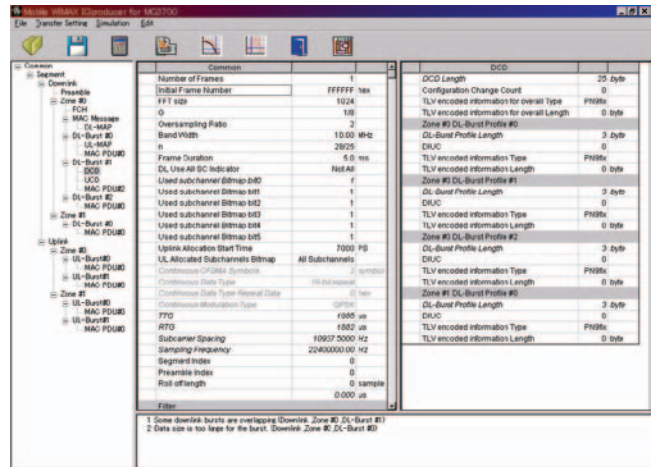 Mobile WiMAX IQproducer for MG3700
File Transfer Setting Simulation Edit
Common
Segment
Downlink
Preamble
Zone #0
FCH
MAC Message
DL-MAP
DL-Burst #0
UL-MAP
MAC PDU#0
DL-Burst #1
DCD
UCD
MAC PDU#2
DL-Burst #2
MAC PDU#0
Zone #1
DL-Burst #0
MAC PDU#0
Uplink
Zone #0
UL-Burst#0
MAC PDU#0
UL-Burst#1
MAC PDU#0
Zone #1
UL-Burst#0
MAC PDU#0
UL-Burst#1
MAC PDU#0
Common
Number of Frames 1
Initial Frame Number FFFFFF hex
FFT size 1024
G 1/8
Oversampling Ratio 2
Band Width 10.00 MHz
n 28/25
Frame Duration 5.0 ms
DL Use All SC Indicator Not All
Used subchannel Bitmap bit0 1
Used subchannel Bitmap bit1 1
Used subchannel Bitmap bit2 1
Used subchannel Bitmap bit3 1
Used subchannel Bitmap bit4 1
Used subchannel Bitmap bit5 1
Uplink Allocation Start Time 7000 PS
UL Allocated Subchannels Bitmap All Subchannels
Continuous OFDMA Symbols 2 symbol
Continuous Data Type 16 bit repeat
Continuous Data Type Repeat Data 0 hex
Continuous Modulation Type QPSK
TTG us
RTG us
Subcarrier Spacing 10937.5000 Hz
Sampling Frequency 22400000.00 Hz
Segment Index 0
Preamble Index 0
Roll off length 0 sample
0.000 us
Filter
DCD
DCD Length 25 byte
Configuration Change Count 0
TLV encoded information for overall Type PN9fix
TLV encoded information for overall Length 0 byte
Zone #0 DL-Burst Profile #0
DL-Burst Profile Length 3 byte
DIUC 0
TLV encoded information Type PN9fix
TLV encoded information Length 0 byte
Zone #0 DL-Burst Profile #1
DL-Burst Profile Length 3 byte
DIUC 0
TLV encoded information Type PN9fix
TLV encoded information Length 0 byte
Zone #0 DL-Burst Profile #2
DL-Burst Profile Length 3 byte
DIUC 0
TLV encoded information Type PN9fix
TLV encoded information Length 0 byte
Zone #1 DL-Burst Profile #0
DL-Burst Profile Length 3 byte
DIUC 0
TLV encoded information Type PN9fix
TLV encoded information Length 0 byte
1 Some downlink bursts are overlapping.(Downlink ,Zone #0 ,DL-Burst #1)
2 Data size is too large for the burst. (Downlink ,Zone #0 ,DL-Burst #0)